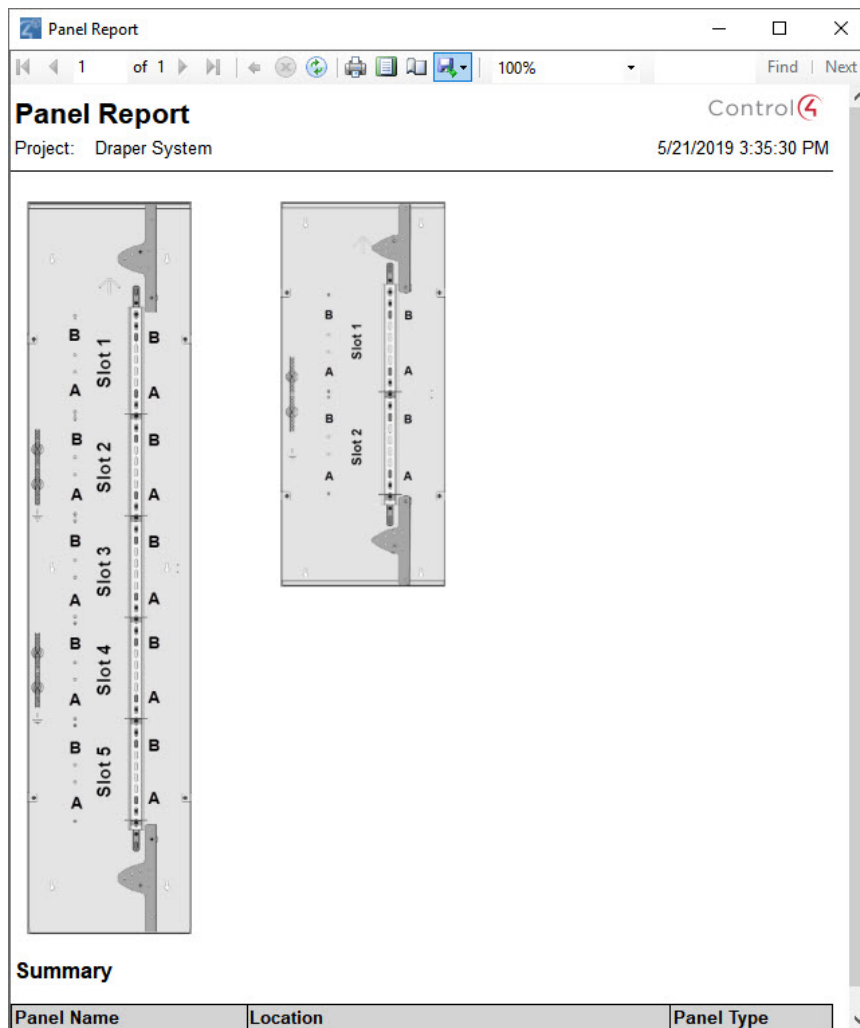 Panel Report
1 of 1 100% Find | Next
Panel Report
Control4
Project: Draper System 5/21/2019 3:35:30 PM
B Slot 1 B
A A
B Slot 2 B
A A
B Slot 3 B
A A
B Slot 4 B
A A
B Slot 5 B
A A
B Slot 1 B
A A
B Slot 2 B
A A
Summary
Panel Name Location Panel Type